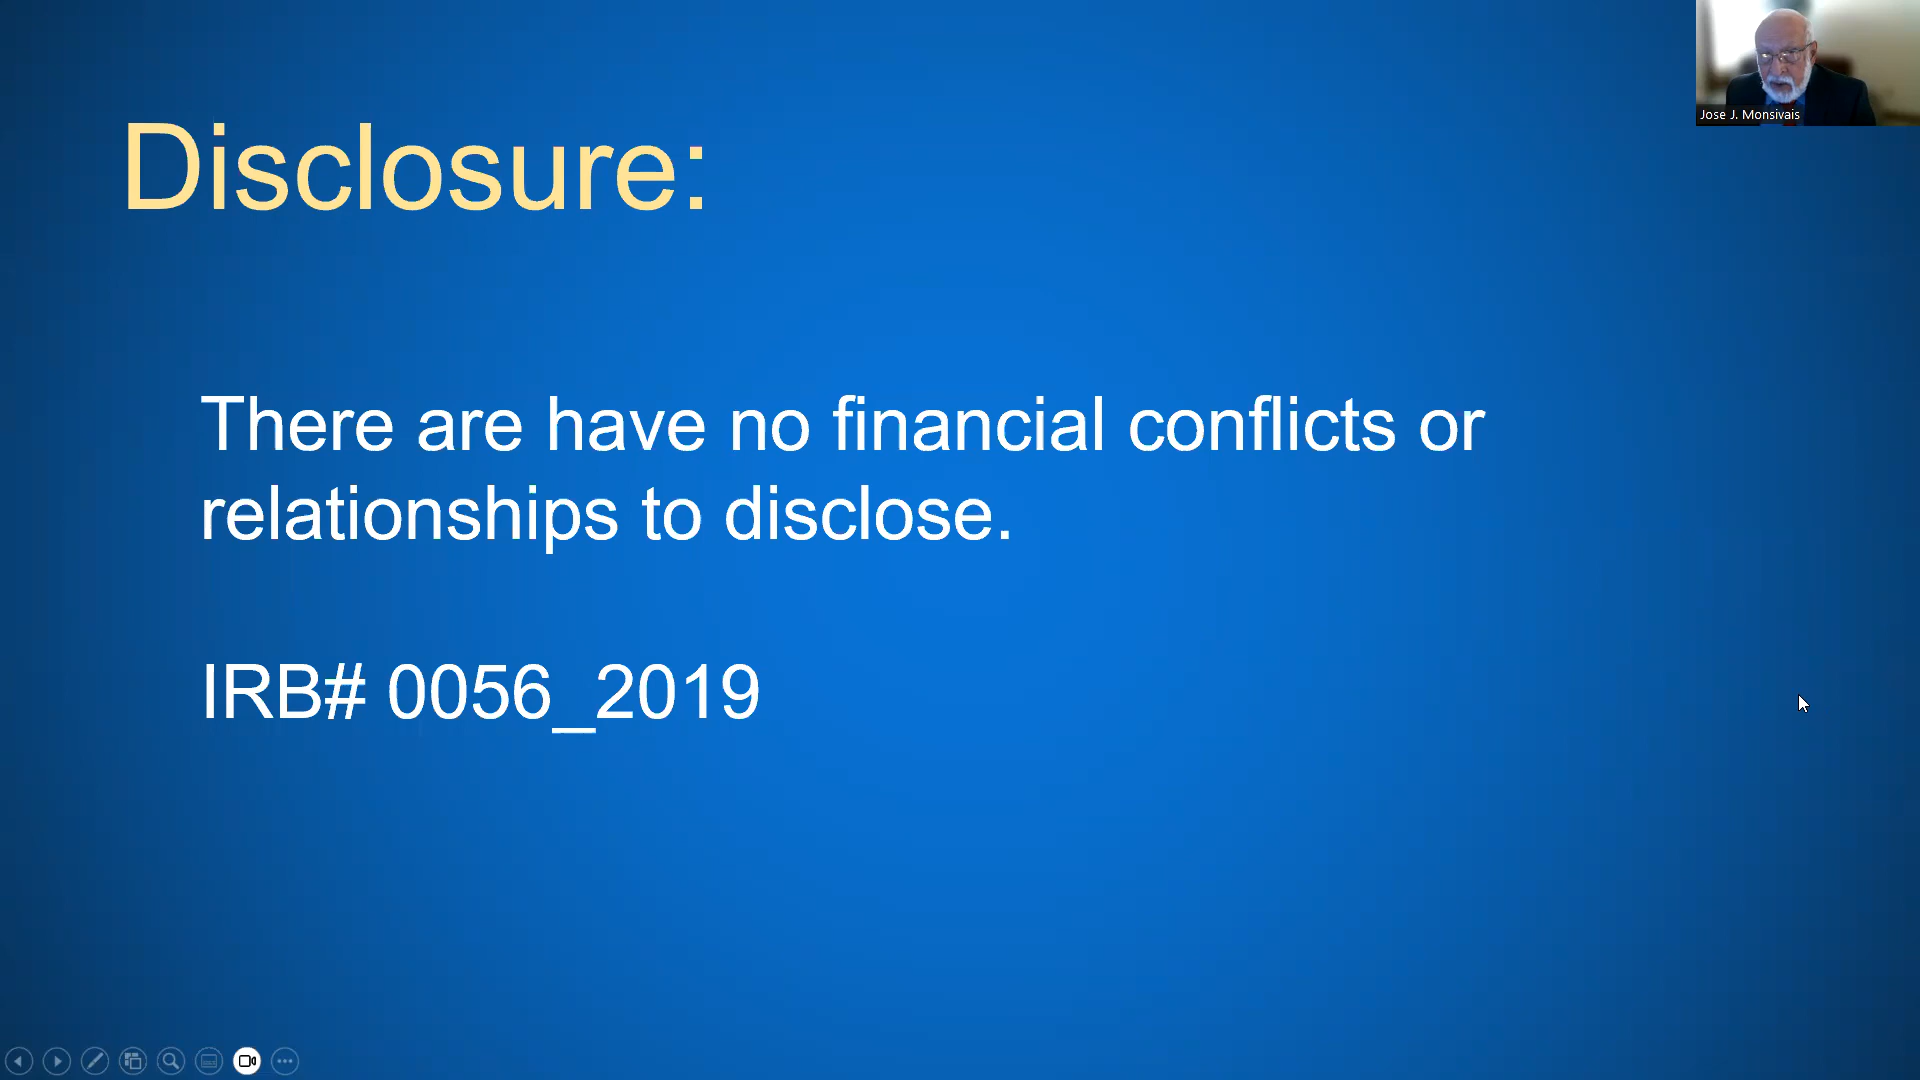 Jose J. Monsivais
Disclosure:
There are have no financial conflicts or
relationships to disclose.
IRB# 0056_2019